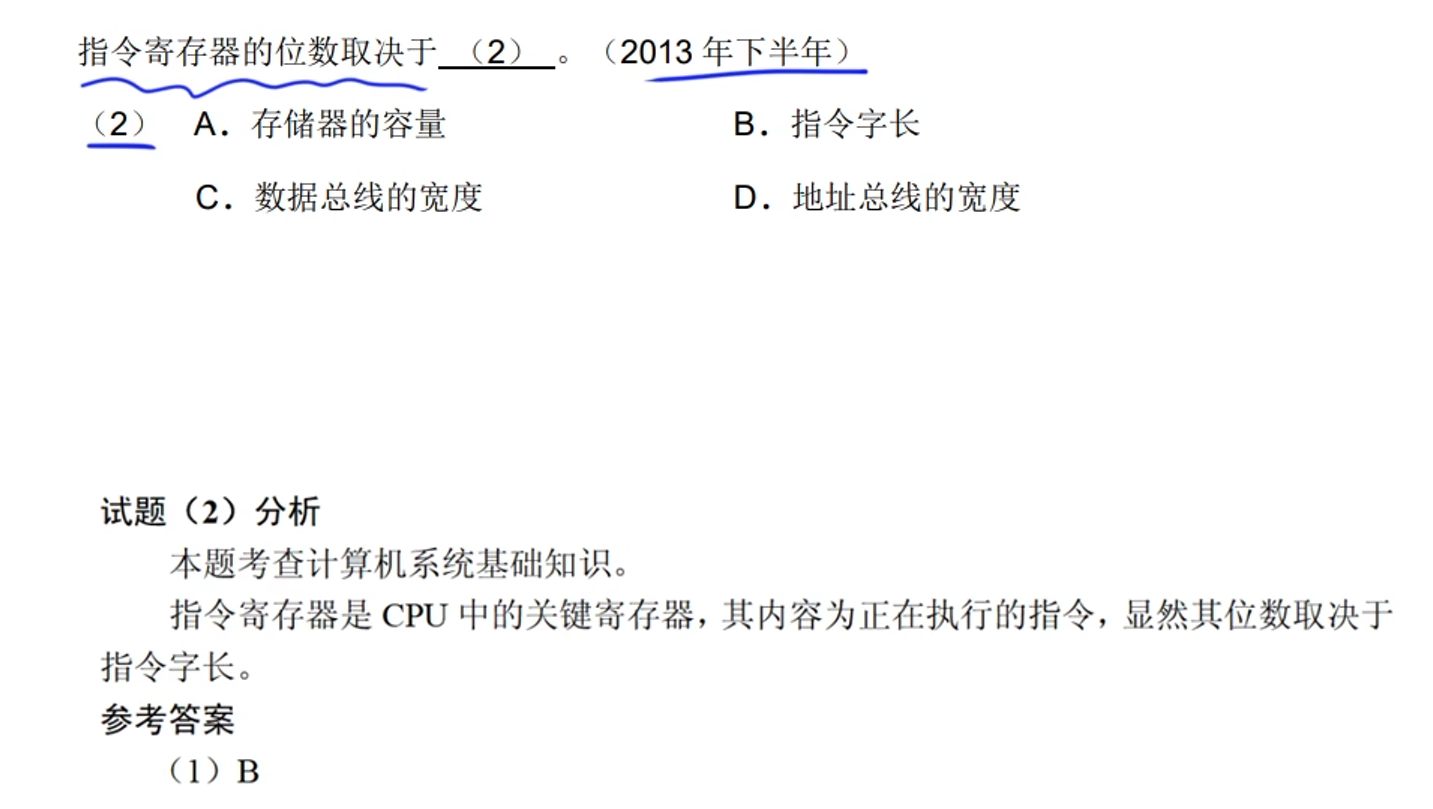 指令寄存器的位数取决于 （2） 。（2013 年下半年）
（2） A．存储器的容量 B．指令字长
C．数据总线的宽度 D．地址总线的宽度
试题（2）分析
本题考查计算机系统基础知识。
指令寄存器是 CPU 中的关键寄存器，其内容为正在执行的指令，显然其位数取决于
指令字长。
参考答案
（1）B